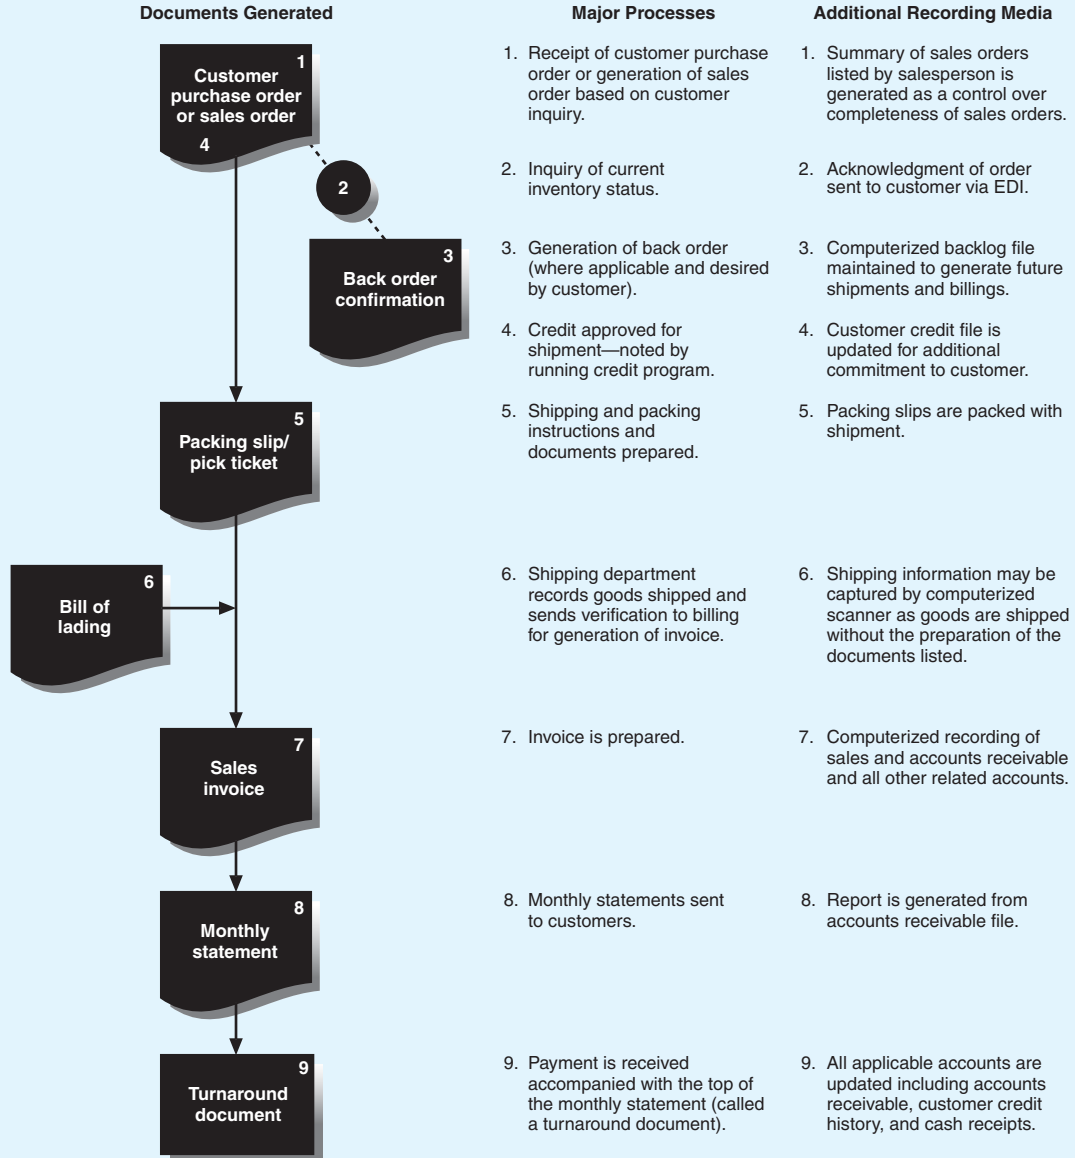 Documents Generated
Major Processes
Additional Recording Media
1
Customer
purchase order
or sales order
4
2
3
Back order
confirmation
5
Packing slip/
pick ticket
6
Bill of
lading
7
Sales
invoice
8
Monthly
statement
9
Turnaround
document
1. Receipt of customer purchase
order or generation of sales
order based on customer
inquiry.
2. Inquiry of current
inventory status.
3. Generation of back order
(where applicable and desired
by customer).
4. Credit approved for
shipment—noted by
running credit program.
5. Shipping and packing
instructions and
documents prepared.
6. Shipping department
records goods shipped and
sends verification to billing
for generation of invoice.
7. Invoice is prepared.
8. Monthly statements sent
to customers.
9. Payment is received
accompanied with the top of
the monthly statement (called
a turnaround document).
1. Summary of sales orders
listed by salesperson is
generated as a control over
completeness of sales orders.
2. Acknowledgment of order
sent to customer via EDI.
3. Computerized backlog file
maintained to generate future
shipments and billings.
4. Customer credit file is
updated for additional
commitment to customer.
5. Packing slips are packed with
shipment.
6. Shipping information may be
captured by computerized
scanner as goods are shipped
without the preparation of the
documents listed.
7. Computerized recording of
sales and accounts receivable
and all other related accounts.
8. Report is generated from
accounts receivable file.
9. All applicable accounts are
updated including accounts
receivable, customer credit
history, and cash receipts.